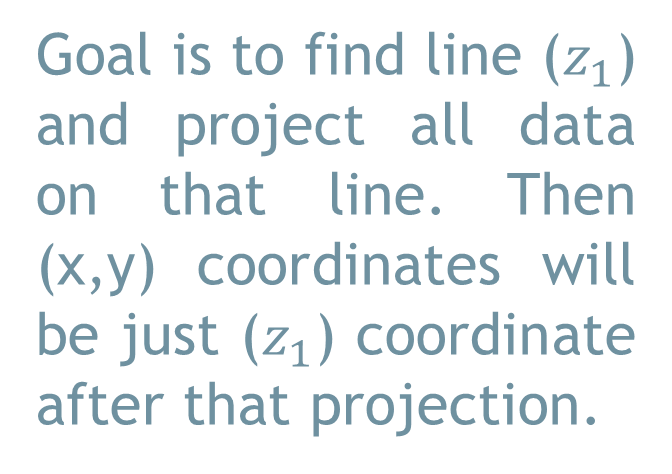 Goal is to find line (z₁)
and project all data
on that line. Then
(x,y) coordinates will
be just (z₁) coordinate
after that projection.